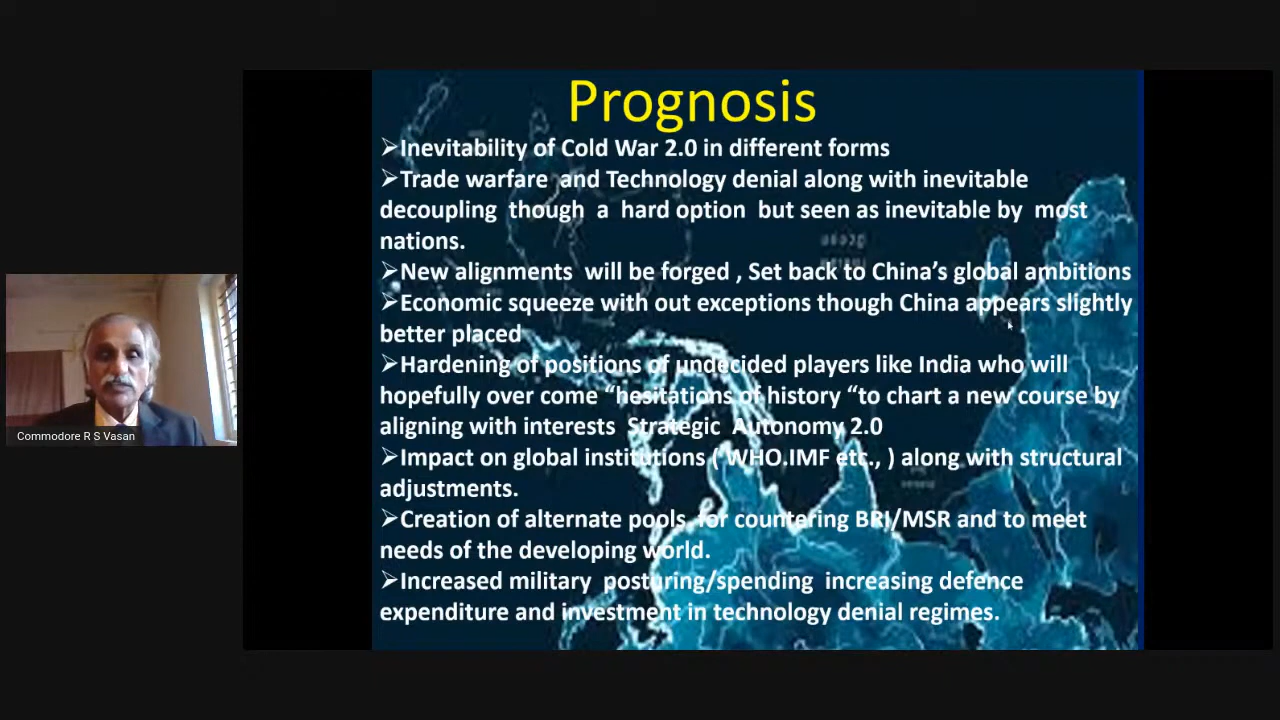 Prognosis
➢Inevitability of Cold War 2.0 in different forms
➢Trade warfare and Technology denial along with inevitable
decoupling though a hard option but seen as inevitable by most
nations.
➢New alignments will be forged , Set back to China's global ambitions
➢Economic squeeze with out exceptions though China appears slightly
better placed
➢Hardening of positions of undecided players like India who will
hopefully over come “hesitations of history “to chart a new course by
aligning with interests Strategic Autonomy 2.0
➢Impact on global institutions ( WHO.IMF etc., ) along with structural
adjustments.
➢Creation of alternate pools for countering BRI/MSR and to meet
needs of the developing world.
➢Increased military posturing/spending increasing defence
expenditure and investment in technology denial regimes.
Commodore R S Vasan